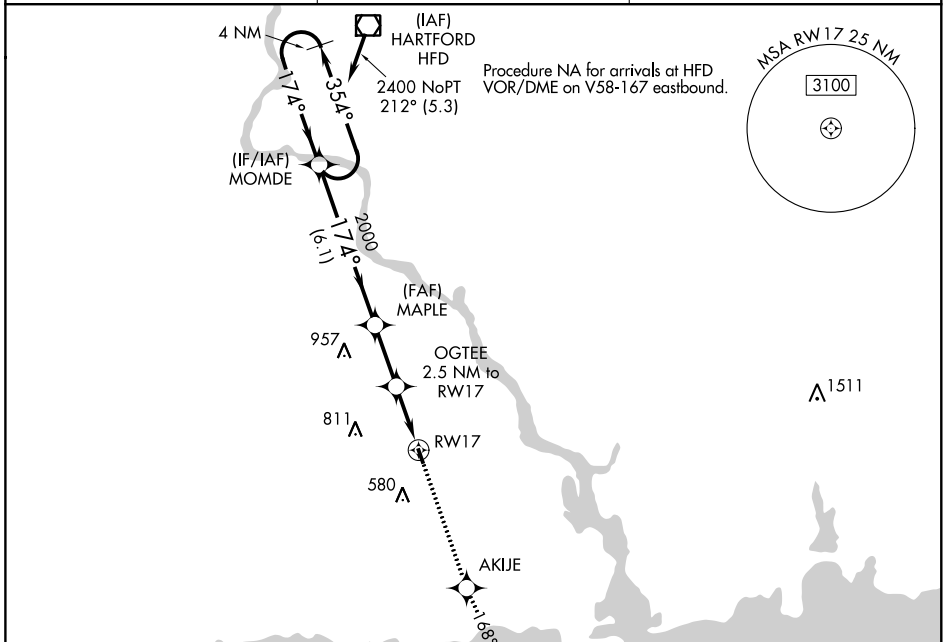 4 NM
(IAF)
HARTFORD
HFD
2400 NoPT
212° (5.3)
Procedure NA for arrivals at HFD
VOR/DME on V58-167 eastbound.
MSA RW17 25 NM
3100
174°
354°
(IF/IAF)
MOMDE
2000
174°
(6.1)
(FAF)
MAPLE
957
OGTEE
2.5 NM to
RW17
1511
811
RW17
580
AKIJE
168°